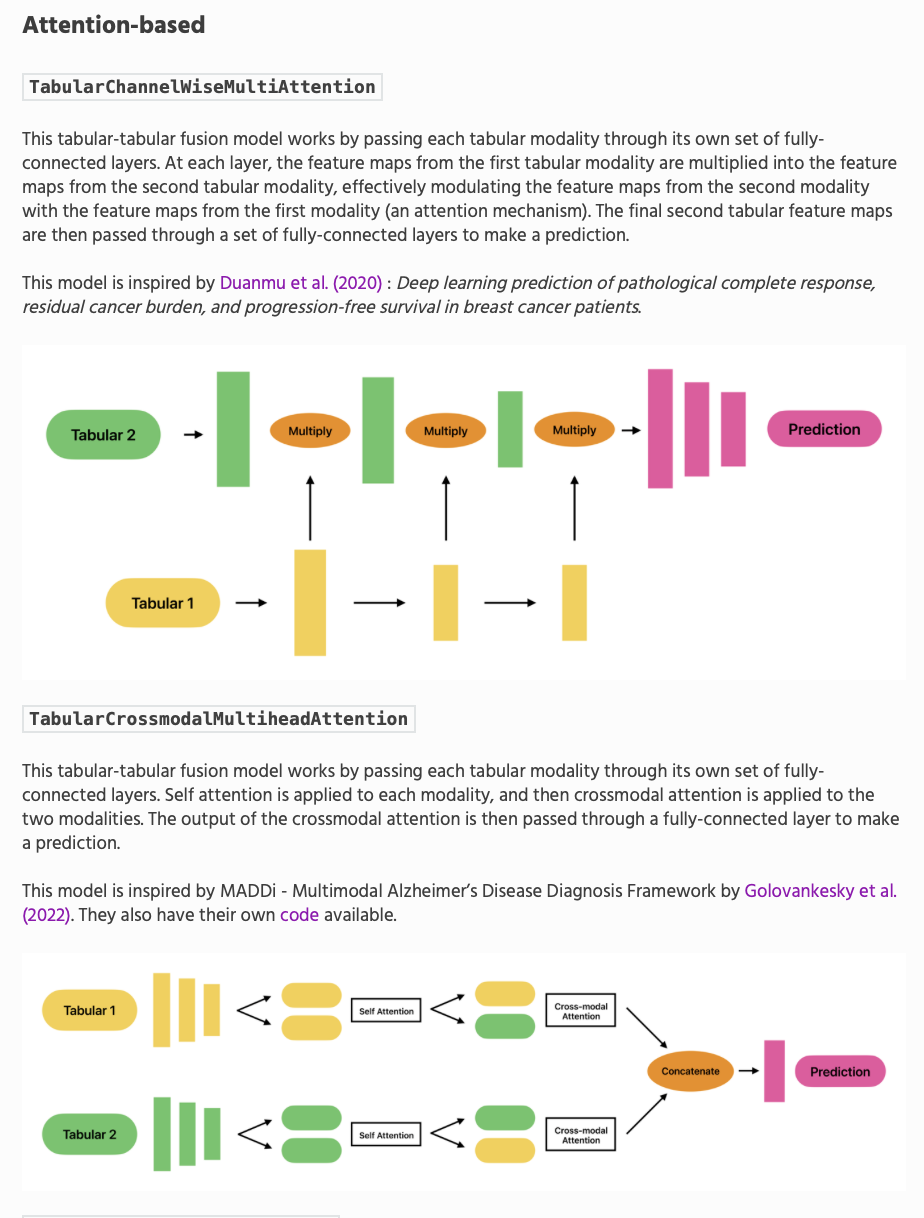 Attention-based
TabularChannelWiseMultiAttention
This tabular-tabular fusion model works by passing each tabular modality through its own set of fully-
connected layers. At each layer, the feature maps from the first tabular modality are multiplied into the feature
maps from the second tabular modality, effectively modulating the feature maps from the second modality
with the feature maps from the first modality (an attention mechanism). The final second tabular feature maps
are then passed through a set of fully-connected layers to make a prediction.
This model is inspired by Duanmu et al. (2020) : Deep learning prediction of pathological complete response,
residual cancer burden, and progression-free survival in breast cancer patients.
Tabular 2
Multiply
Multiply
Multiply
Prediction
Tabular 1
TabularCrossmodalMultiheadAttention
This tabular-tabular fusion model works by passing each tabular modality through its own set of fully-
connected layers. Self attention is applied to each modality, and then crossmodal attention is applied to the
two modalities. The output of the crossmodal attention is then passed through a fully-connected layer to make
a prediction.
This model is inspired by MADDi - Multimodal Alzheimer’s Disease Diagnosis Framework by Golovankesky et al.
(2022). They also have their own code available.
Tabular 1
Self Attention
Cross-modal
Attention
Concatenate
Prediction
Tabular 2
Self Attention
Cross-modal
Attention